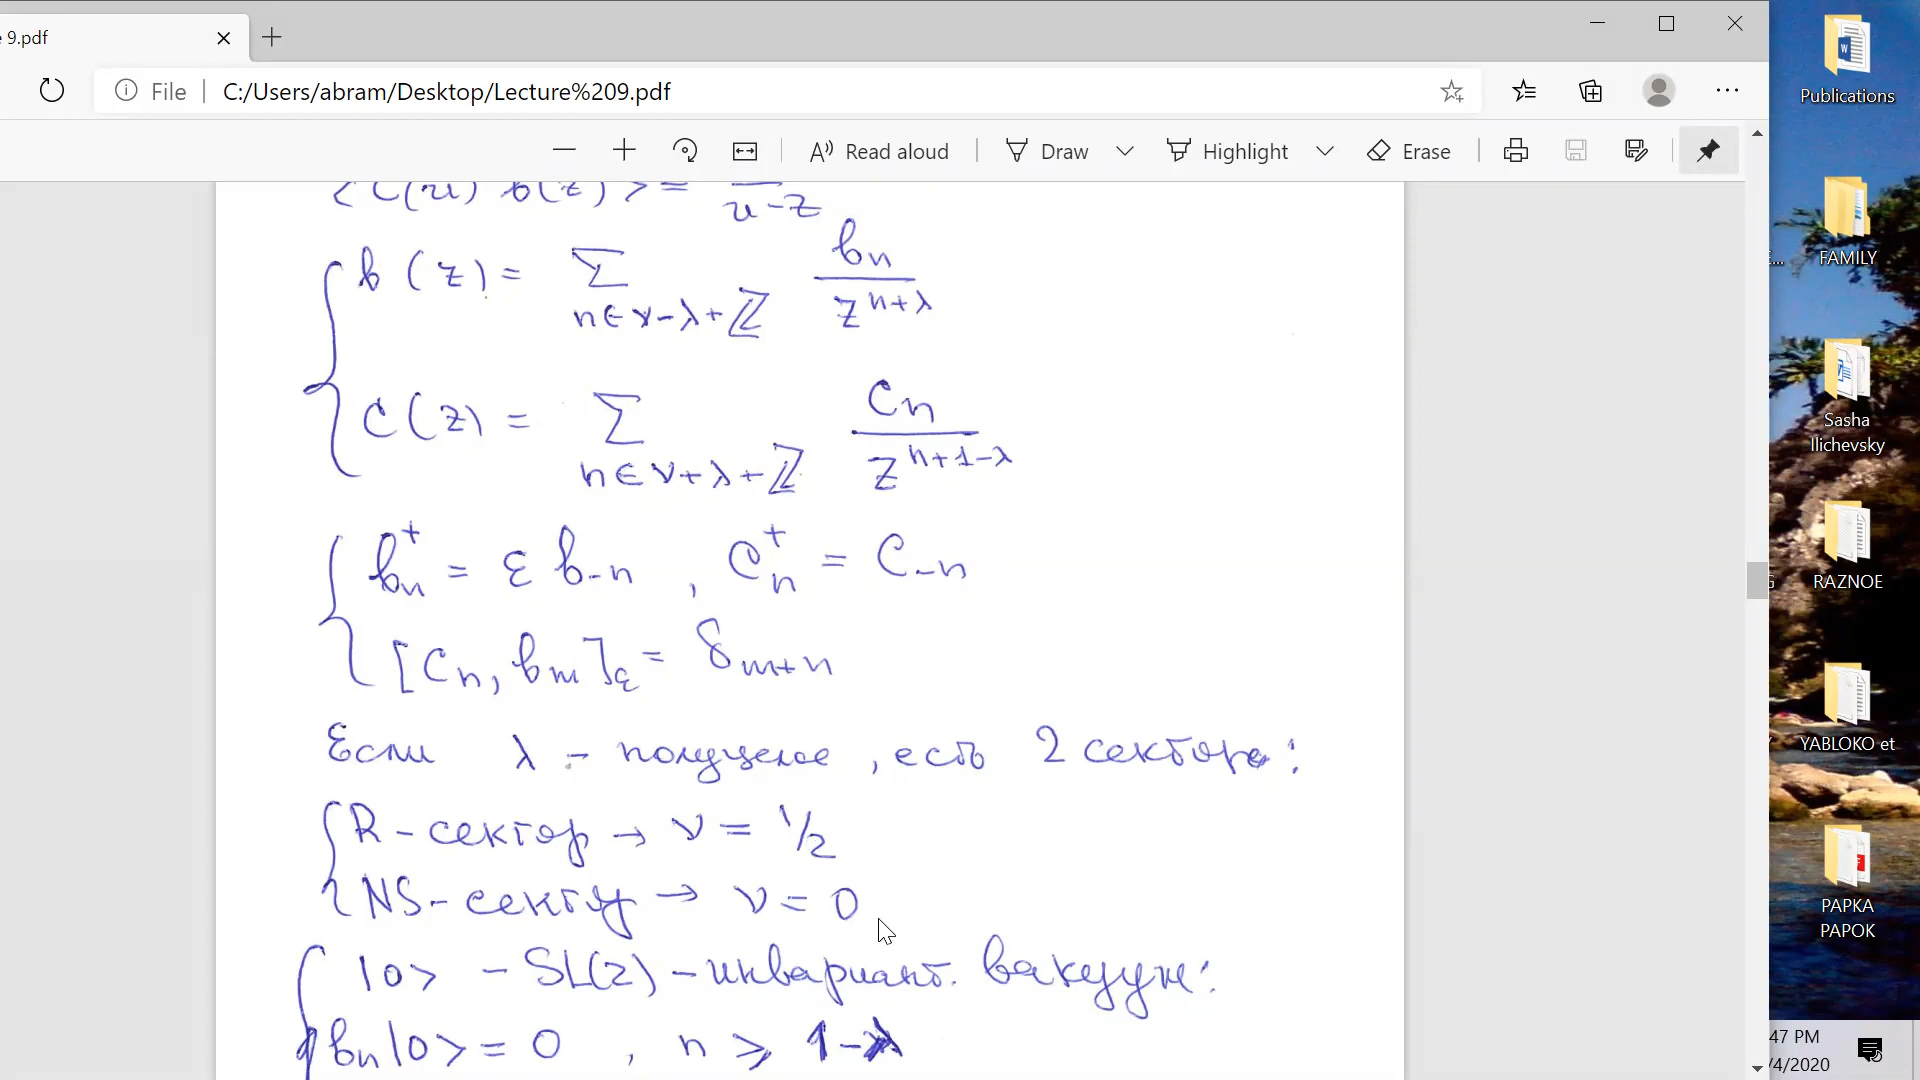 9.pdf
File | C:/Users/abram/Desktop/Lecture%209.pdf
Read aloud Draw Highlight Erase
⟨C(u) b(z)⟩ = u-z
b(z) = Σ_{n∈ν-λ+ℤ} b_n / z^{n+λ}
C(z) = Σ_{n∈ν+λ+ℤ} C_n / z^{n+1-λ}
b_n^+ = ε b_{-n} , C_n^+ = C_{-n}
[C_n, b_m]_ε = δ_{m+n}
Если λ - полуцелое, есть 2 сектора:
R-сектор → ν = 1/2
NS-сектор → ν = 0
|0> - SL(2)-инвариант. вакуум:
b_n|0> = 0 , n ⩾ 1-λ
Publications
FAMILY
Sasha
Ilichevsky
RAZNOE
YABLOKO et
PAPKA
PAPOK
47 PM
/4/2020